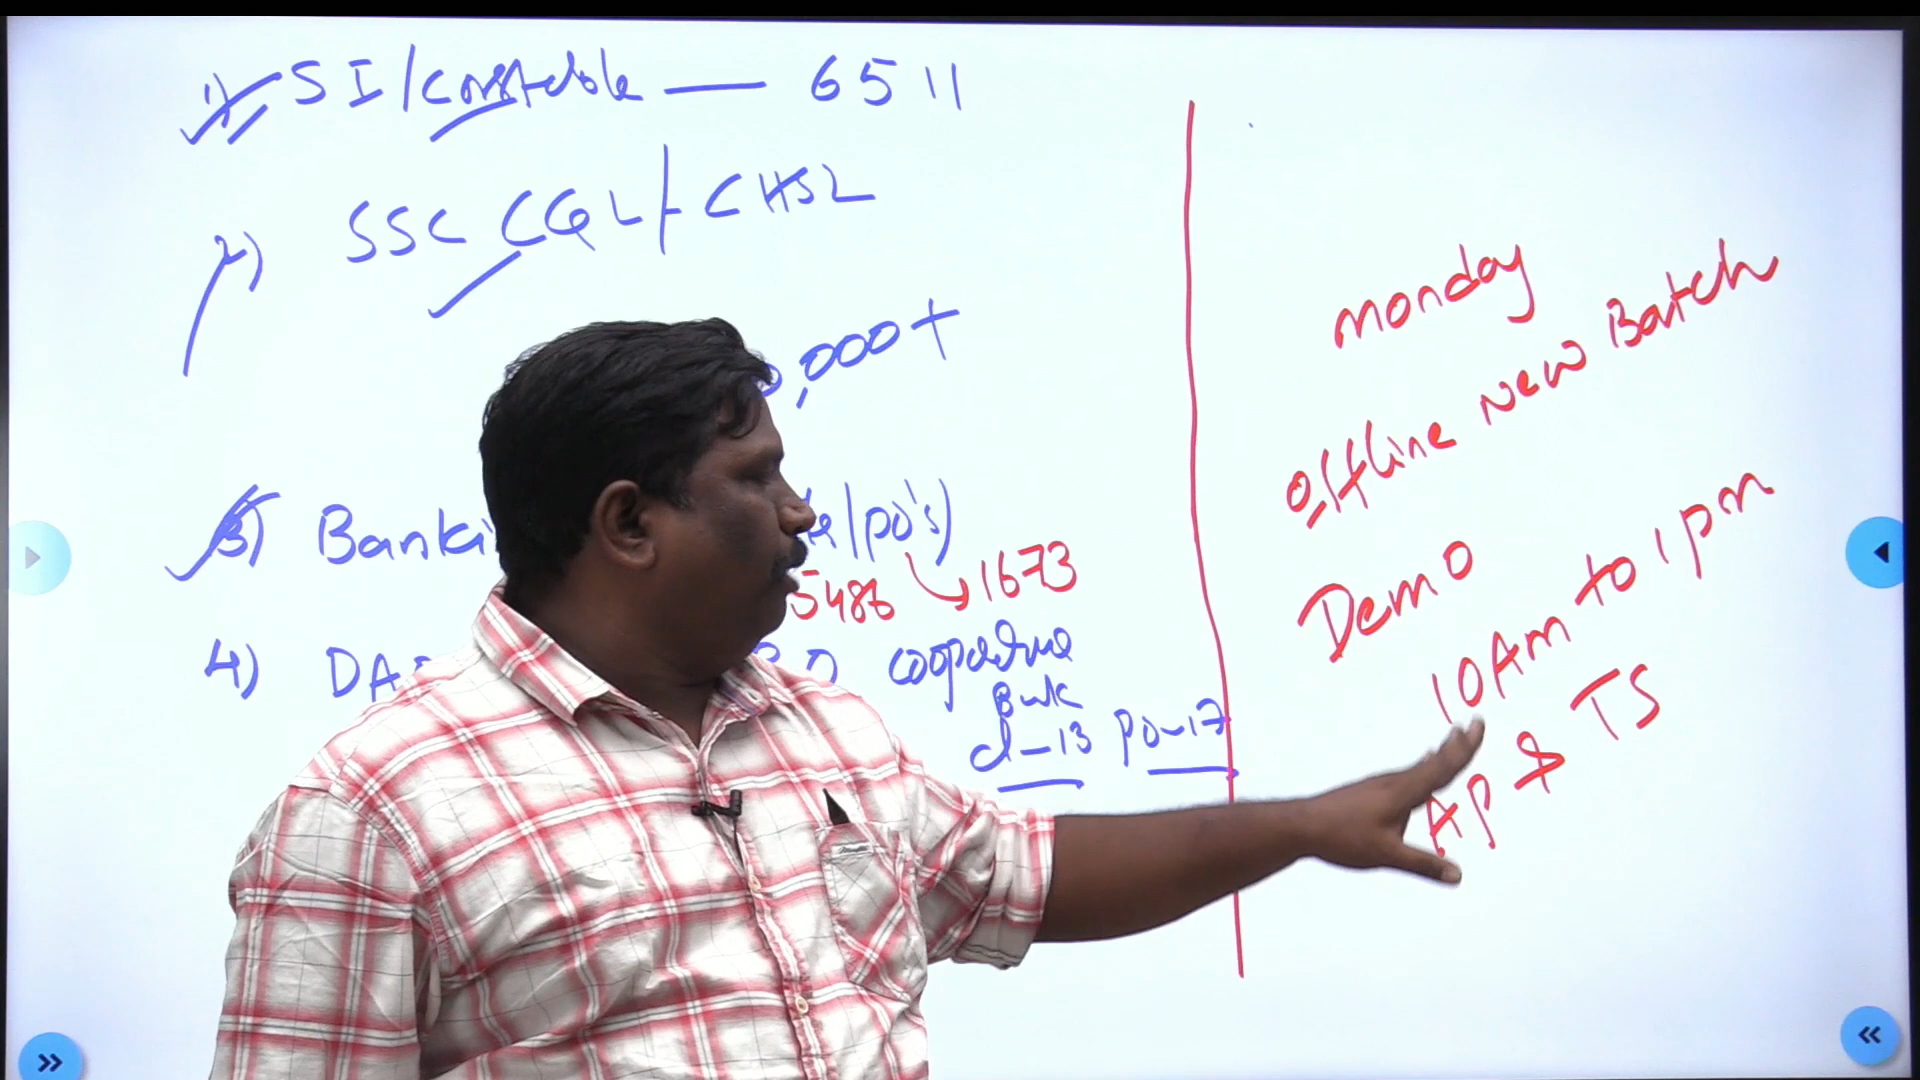 1) SI/Constable — 6511
2) SSC CGL/CHSL
,000+
3) Banki /PO's)
5486 → 1673
4) DA cooperative
Bank
cl-13 PO-17
monday
offline new Batch
Demo
10Am to 1pm
AP & TS